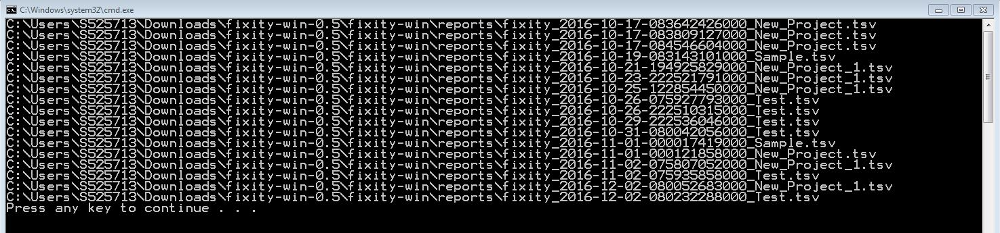 C:\Windows\system32\cmd.exe
C:\Users\S525713\Downloads\fixity-win-0.5\fixity-win\reports\fixity_2016-10-17-083642426000_New_Project.tsv
C:\Users\S525713\Downloads\fixity-win-0.5\fixity-win\reports\fixity_2016-10-17-083809127000_New_Project.tsv
C:\Users\S525713\Downloads\fixity-win-0.5\fixity-win\reports\fixity_2016-10-17-084546604000_New_Project.tsv
C:\Users\S525713\Downloads\fixity-win-0.5\fixity-win\reports\fixity_2016-10-19-083143101000_Sample.tsv
C:\Users\S525713\Downloads\fixity-win-0.5\fixity-win\reports\fixity_2016-10-21-194925829000_New_Project_1.tsv
C:\Users\S525713\Downloads\fixity-win-0.5\fixity-win\reports\fixity_2016-10-23-222521791000_New_Project_1.tsv
C:\Users\S525713\Downloads\fixity-win-0.5\fixity-win\reports\fixity_2016-10-25-122854450000_New_Project_1.tsv
C:\Users\S525713\Downloads\fixity-win-0.5\fixity-win\reports\fixity_2016-10-26-075927793000_Test.tsv
C:\Users\S525713\Downloads\fixity-win-0.5\fixity-win\reports\fixity_2016-10-26-222510315000_Test.tsv
C:\Users\S525713\Downloads\fixity-win-0.5\fixity-win\reports\fixity_2016-10-29-222536046000_Test.tsv
C:\Users\S525713\Downloads\fixity-win-0.5\fixity-win\reports\fixity_2016-10-31-080042056000_Test.tsv
C:\Users\S525713\Downloads\fixity-win-0.5\fixity-win\reports\fixity_2016-11-01-000017419000_Sample.tsv
C:\Users\S525713\Downloads\fixity-win-0.5\fixity-win\reports\fixity_2016-11-01-000121858000_New_Project.tsv
C:\Users\S525713\Downloads\fixity-win-0.5\fixity-win\reports\fixity_2016-11-02-075807052000_New_Project_1.tsv
C:\Users\S525713\Downloads\fixity-win-0.5\fixity-win\reports\fixity_2016-11-02-075935858000_Test.tsv
C:\Users\S525713\Downloads\fixity-win-0.5\fixity-win\reports\fixity_2016-12-02-080052683000_New_Project_1.tsv
C:\Users\S525713\Downloads\fixity-win-0.5\fixity-win\reports\fixity_2016-12-02-080232288000_Test.tsv
Press any key to continue . . .